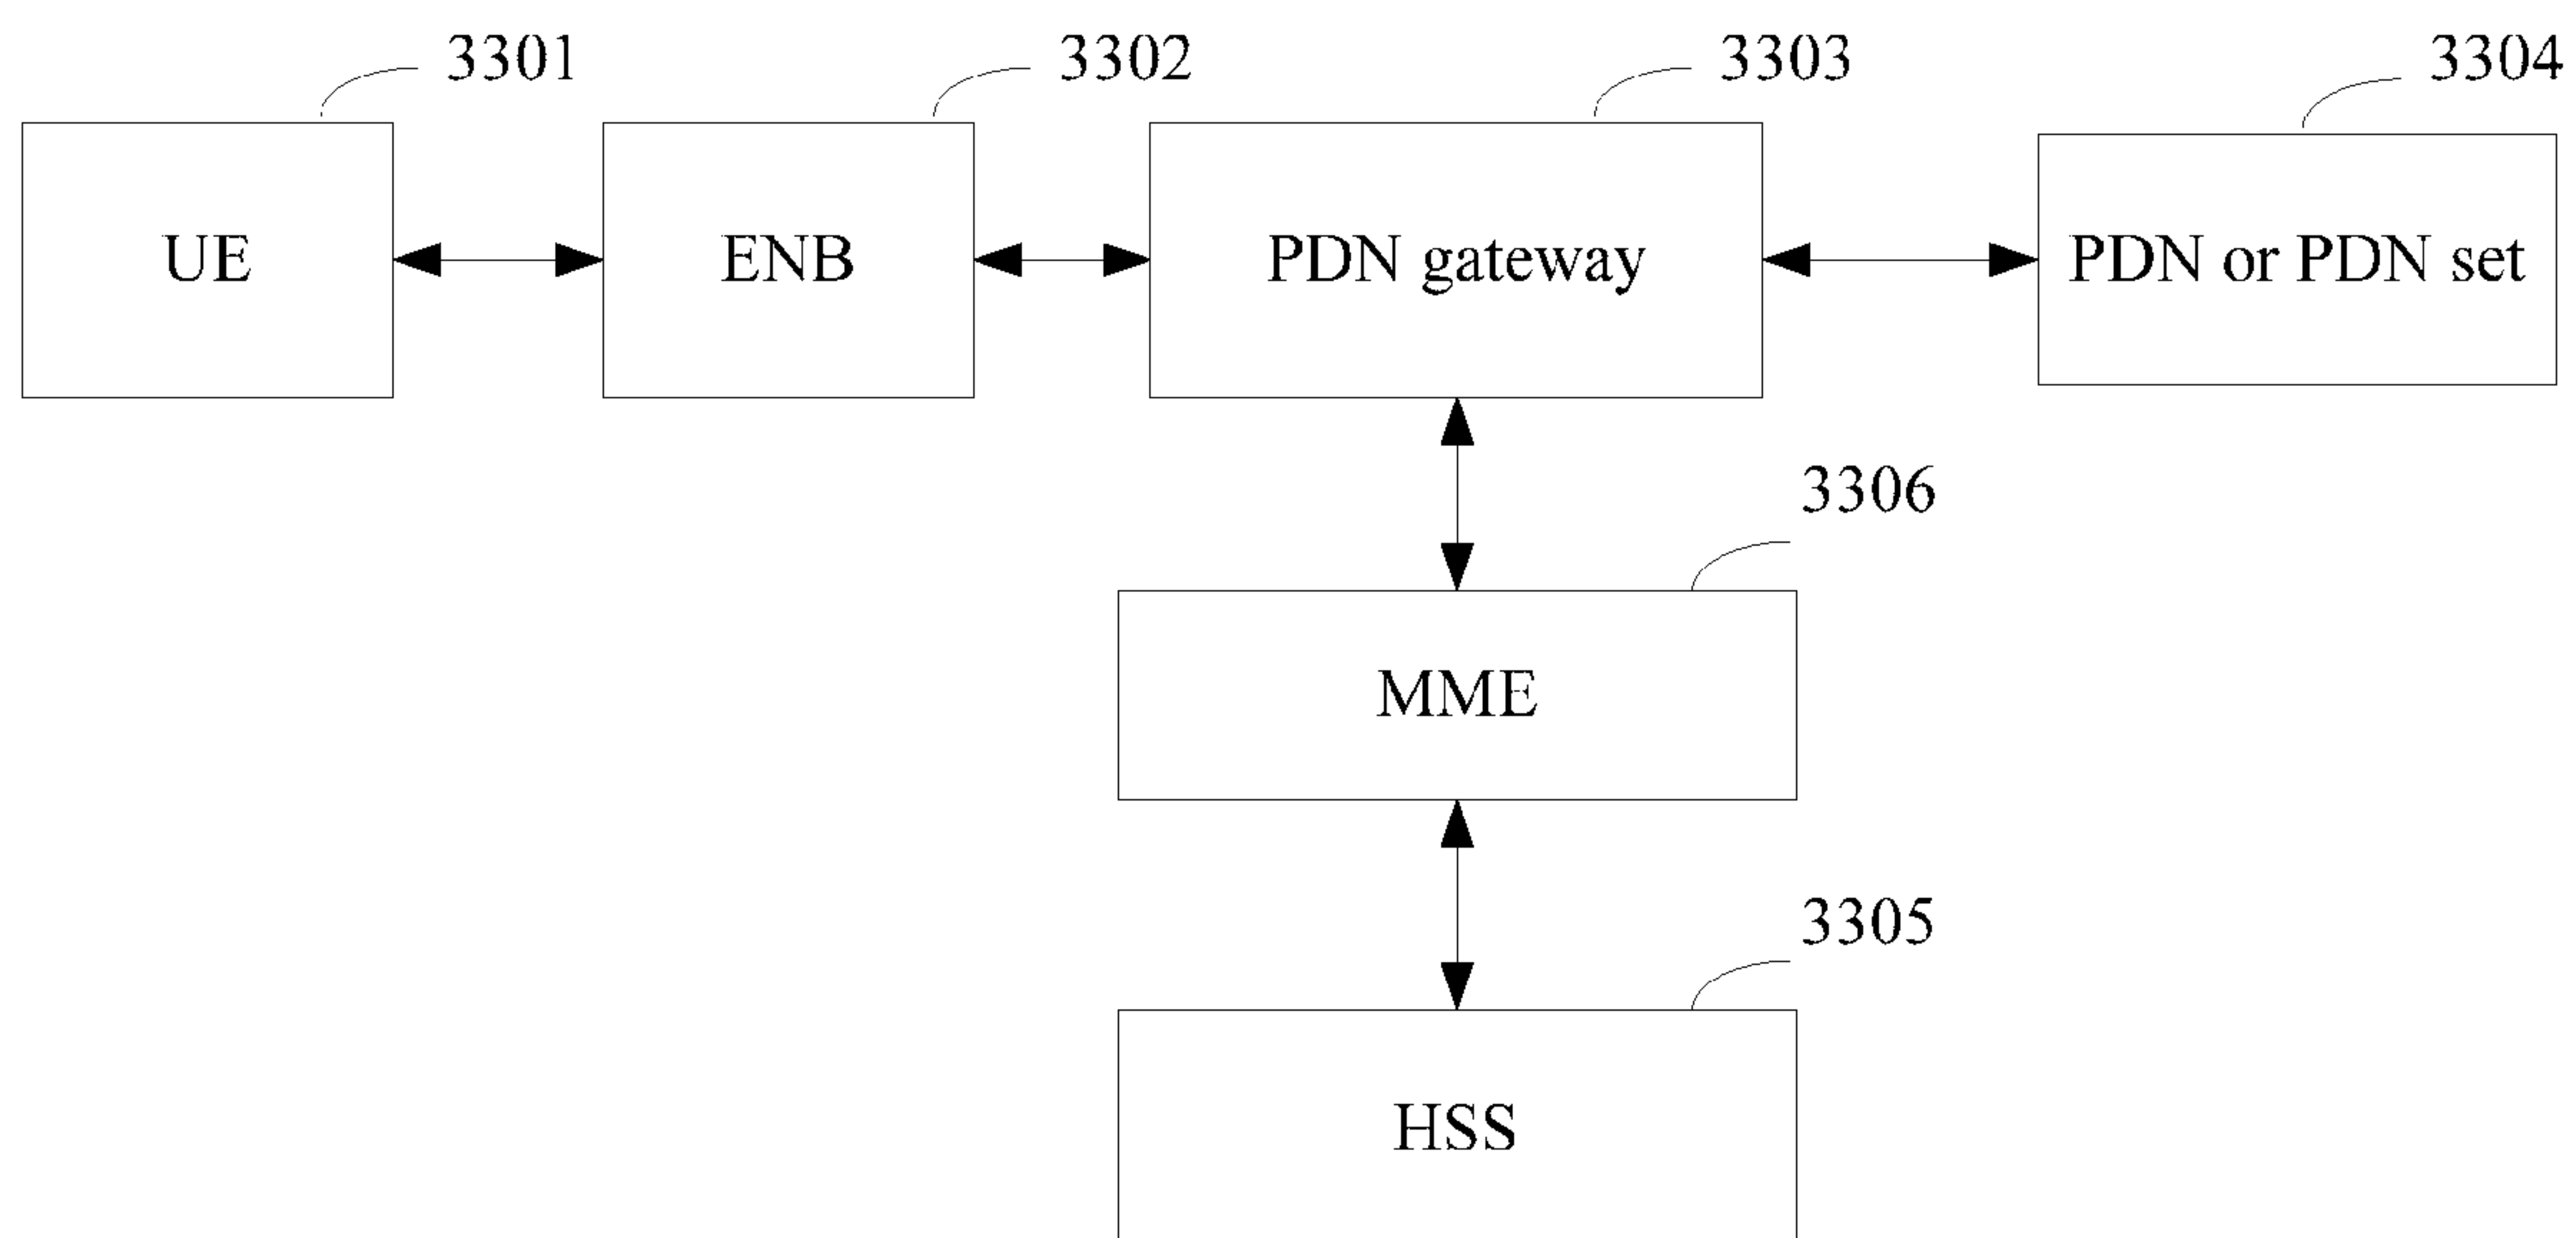 3301
3302
3303
3304
UE
ENB
PDN gateway
PDN or PDN set
3306
MME
3305
HSS